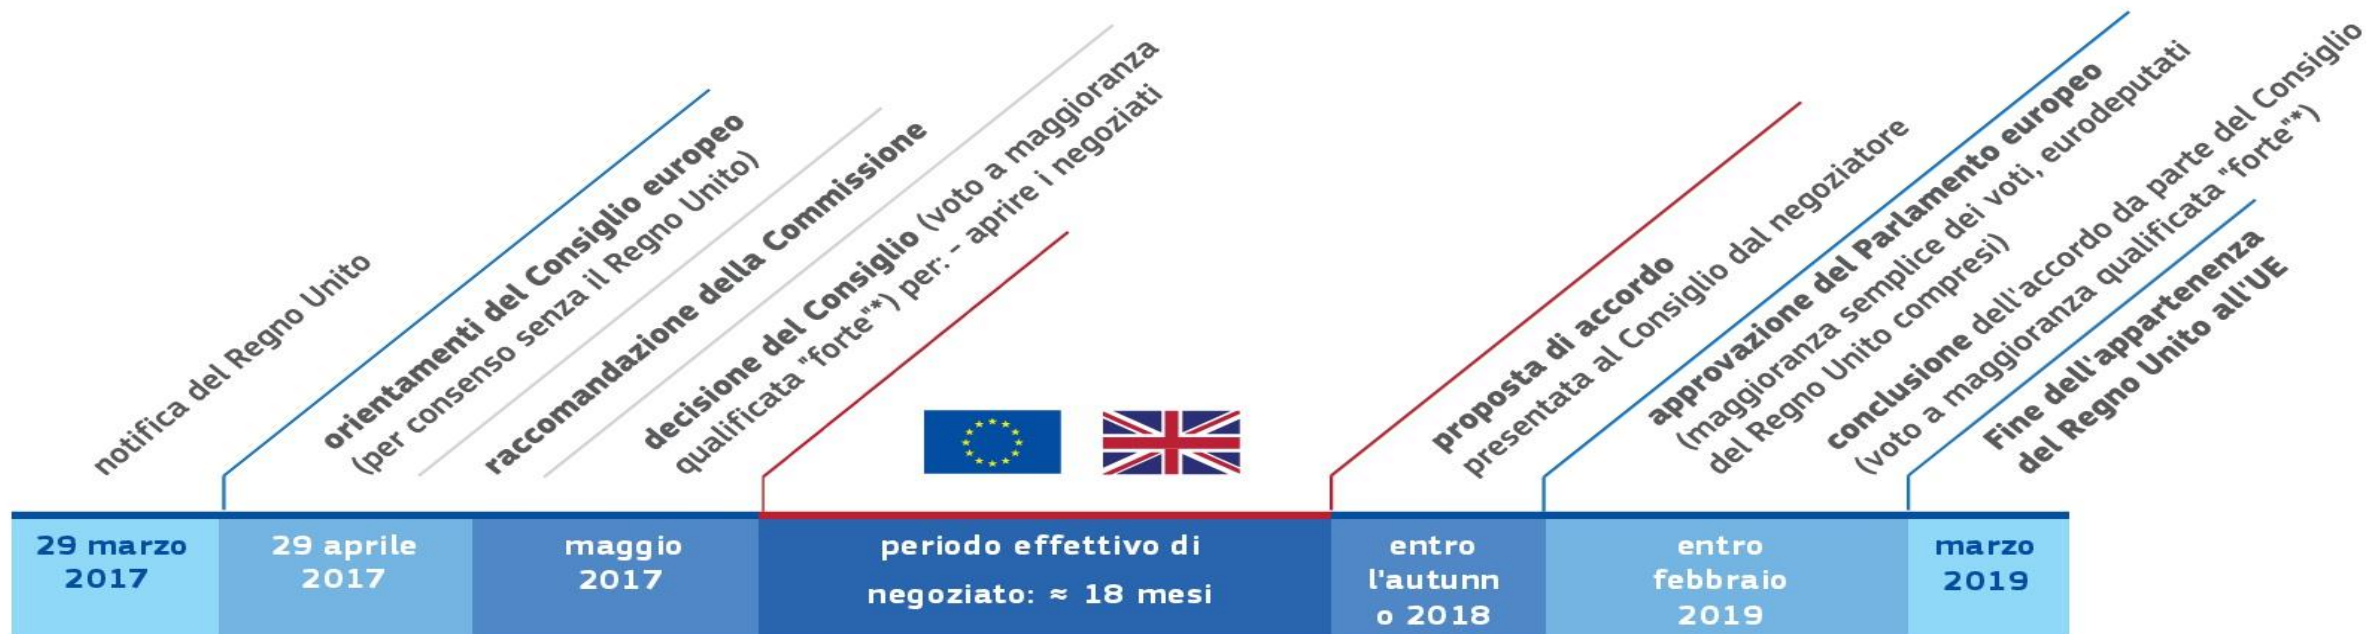 notifica del Regno Unito
orientamenti del Consiglio europeo
(per consenso senza il Regno Unito)
raccomandazione della Commissione
decisione del Consiglio (voto a maggioranza
qualificata "forte"*) per: - aprire i negoziati
proposta di accordo
presentata al Consiglio dal negoziatore
approvazione del Parlamento europeo
(maggioranza semplice dei voti, eurodeputati
del Regno Unito compresi)
conclusione dell'accordo da parte del Consiglio
(voto a maggioranza qualificata "forte"*)
Fine dell'appartenenza
del Regno Unito all'UE
29 marzo
2017
29 aprile
2017
maggio
2017
periodo effettivo di
negoziato: ≈ 18 mesi
entro
l'autunn
o 2018
entro
febbraio
2019
marzo
2019